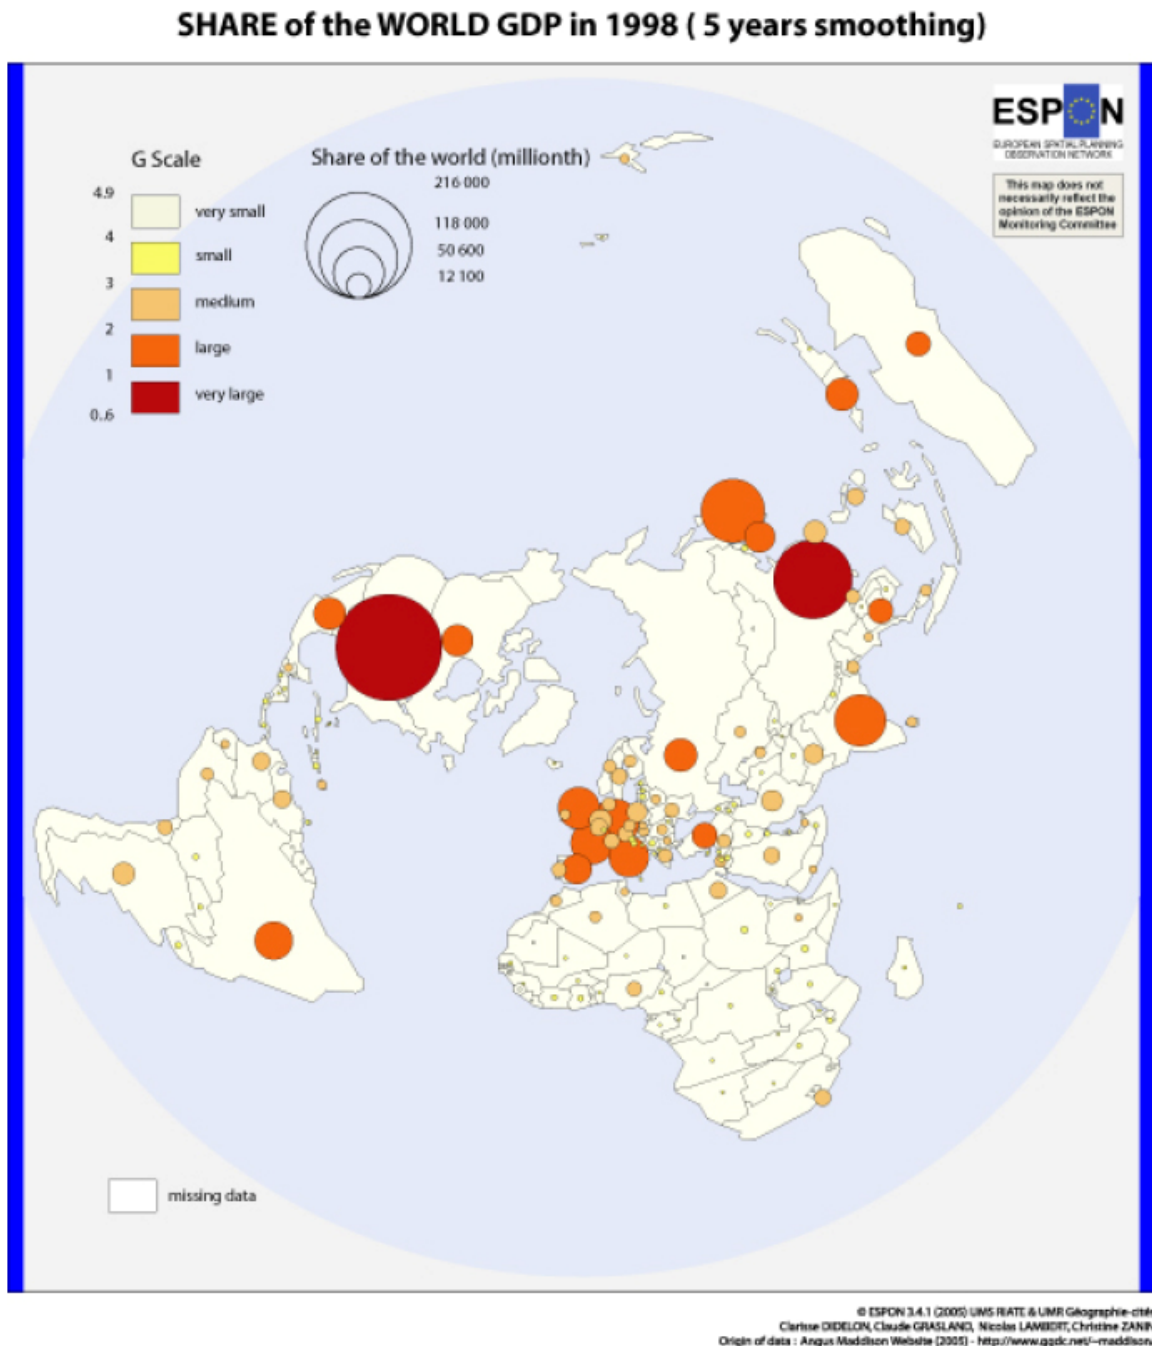 SHARE of the WORLD GDP in 1998 ( 5 years smoothing)
ESPON
EUROPEAN SPATIAL PLANNING
OBSERVATION NETWORK
This map does not
necessarily reflect the
opinion of the ESPON
Monitoring Committee
G Scale
4.9
very small
4
small
3
medium
2
large
1
very large
0.6
Share of the world (millionth)
216 000
118 000
50 600
12 100
missing data
© ESPON 3.4.1 (2005) UMS RIATE & UMR Géographie-cité
Clarisse DIDELON, Claude GRASLAND, Nicolas LAMBERT, Christine ZANIN
Origin of data : Angus Maddison Website (2005) - http://www.ggdc.net/~maddison